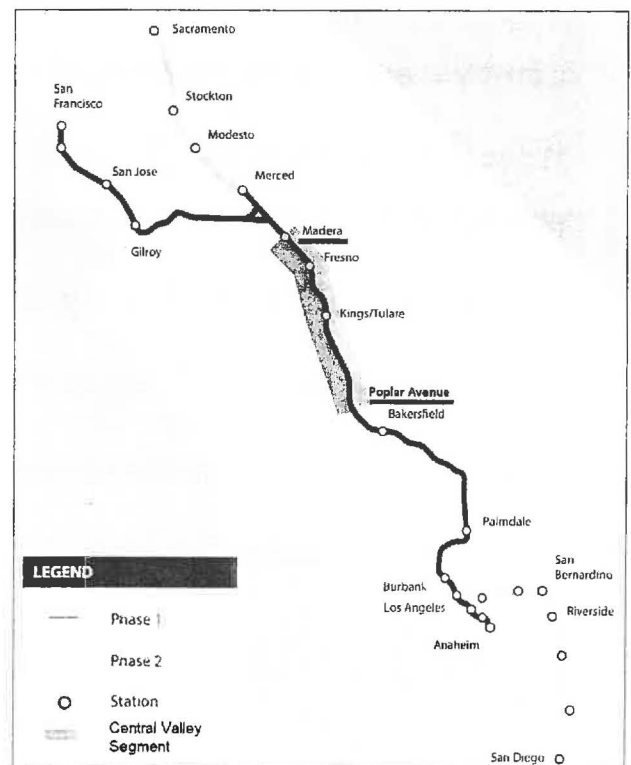 Sacramento
San
Francisco
Stockton
Modesto
San Jose
Merced
Gilroy
Madera
Fresno
Kings/Tulare
Poplar Avenue
Bakersfield
Palmdale
San
Bernardino
Burbank
Los Angeles
Riverside
Anaheim
San Diego
LEGEND
Phase 1
Phase 2
Station
Central Valley
Segment